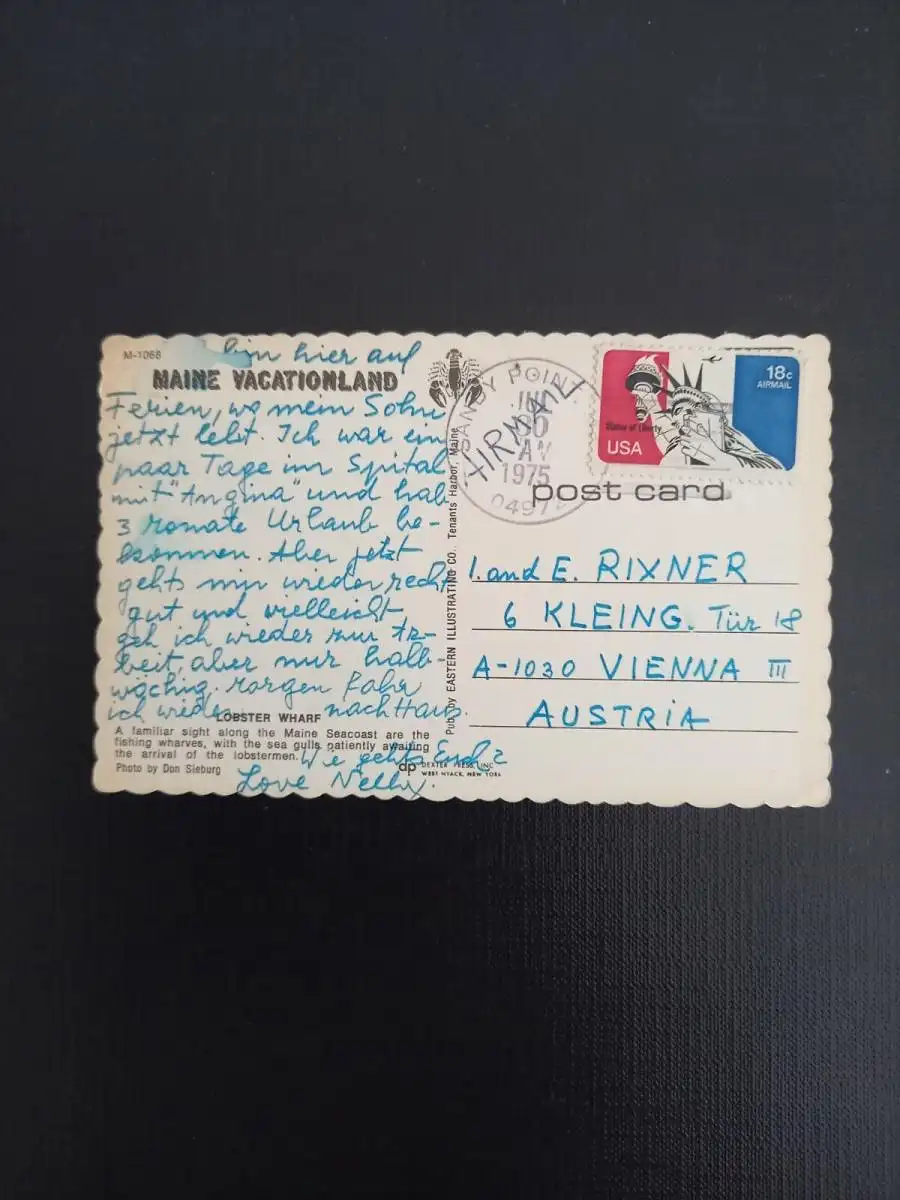 M-1066
bin hier auf
MAINE VACATIONLAND
Ferien, wo mein Sohn
jetzt lebt. Ich war ein
paar Tage im Spital
mit "Angina" und hab
3 Monate Urlaub be-
kommen. Aber jetzt
gehts mir wieder recht
gut und vielleicht
geh ich wieder zur Ar-
beit, aber nur halb-
wöchig. Morgen fahr
ich wieder nach Haus.
LOBSTER WHARF
A familiar sight along the Maine Seacoast are the
fishing wharves, with the sea gulls patiently awaiting
the arrival of the lobstermen.
Photo by Don Sieburg
Wie gehts Euch?
Love Nelly.
Pub. by EASTERN ILLUSTRATING CO., Tenants Harbor, Maine
dp DEXTER PRESS, INC.
WEST NYACK, NEW YORK
SANDY POINT
AM
1975
AIRMAIL
18c
AIRMAIL
Statue of Liberty
USA
post card
I. and E. RIXNER
6 KLEING. Tür 18
A-1030 VIENNA III
AUSTRIA